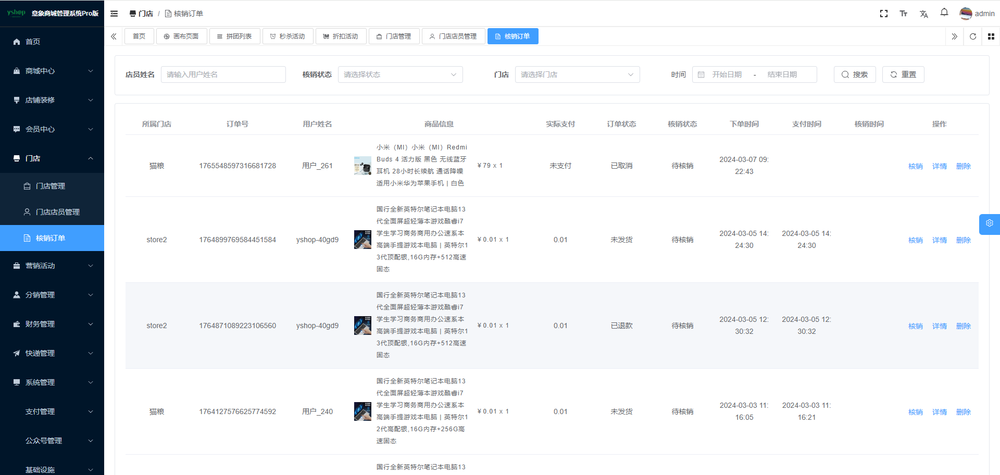 yshop 意象商城管理系统Pro版
门店 / 核销订单
admin
首页 画布页面 拼团列表 秒杀活动 折扣活动 门店管理 门店店员管理 核销订单
首页
商城中心
店铺装修
会员中心
门店
门店管理
门店店员管理
核销订单
营销活动
分销管理
财务管理
快递管理
系统管理
支付管理
公众号管理
基础设施
店员姓名 请输入用户姓名 核销状态 请选择状态 门店 请选择门店 时间 开始日期 - 结束日期 搜索 重置
所属门店 订单号 用户姓名 商品信息 实际支付 订单状态 核销状态 下单时间 支付时间 核销时间 操作
小米（MI）小米（MI）Redmi
Buds 4 活力版 黑色 无线蓝牙
耳机 28小时长续航 通话降噪
适用小米华为苹果手机 | 白色
猫粮 1765548597316681728 用户_261 ¥ 79 x 1 未支付 已取消 待核销 2024-03-07 09:
22:43
核销 详情 删除
国行全新英特尔笔记本电脑13
代全面屏超轻薄本游戏酷睿i7
学生学习商务商用办公速系本
高端手提游戏本电脑 | 英特尔1
3代顶配银,16G内存+512高速
固态
store2 1764899769584451584 yshop-40gd9 ¥ 0.01 x 1 0.01 未发货 待核销 2024-03-05 14:
24:30
2024-03-05 14:
24:30
核销 详情 删除
国行全新英特尔笔记本电脑13
代全面屏超轻薄本游戏酷睿i7
学生学习商务商用办公速系本
高端手提游戏本电脑 | 英特尔1
3代顶配银,16G内存+512高速
固态
store2 1764871089223106560 yshop-40gd9 ¥ 0.01 x 1 0.01 已退款 待核销 2024-03-05 12:
30:32
2024-03-05 12:
30:32
核销 详情 删除
国行全新英特尔笔记本电脑13
代全面屏超轻薄本游戏酷睿i7
学生学习商务商用办公速系本
高端手提游戏本电脑 | 英特尔1
2代高配银,16G内存+256G高
速固态
猫粮 1764127576625774592 用户_240 ¥ 0.01 x 1 0.01 未发货 待核销 2024-03-03 11:
16:05
2024-03-03 11:
16:21
核销 详情 删除
国行全新英特尔笔记本电脑13